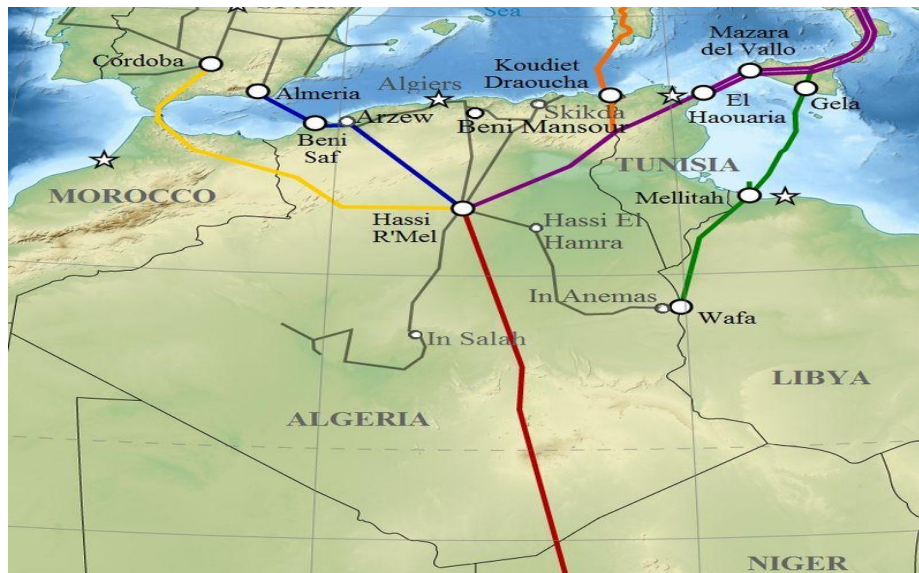 Sea
Córdoba
Almeria
Algiers
Koudiet
Draoucha
Mazara
del Vallo
Arzew
Skikda
El
Haouaria
Gela
Beni
Saf
Beni Mansour
TUNISIA
MOROCCO
Mellitah
Hassi
R'Mel
Hassi El
Hamra
In Anemas
Wafa
In Salah
LIBYA
ALGERIA
NIGER